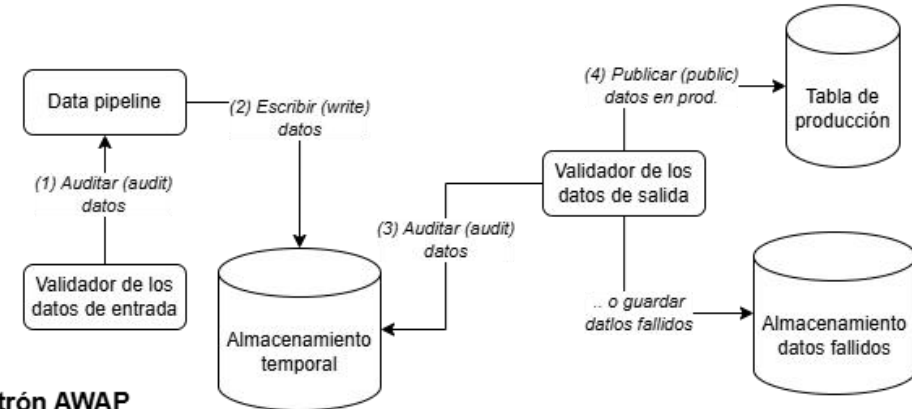 Data pipeline
(1) Auditar (audit)
datos
Validador de los
datos de entrada
(2) Escribir (write)
datos
Almacenamiento
temporal
(3) Auditar (audit)
datos
Validador de los
datos de salida
(4) Publicar (public)
datos en prod.
Tabla de
producción
.. o guardar
datlos fallidos
Almacenamiento
datos fallidos
trón AWAP